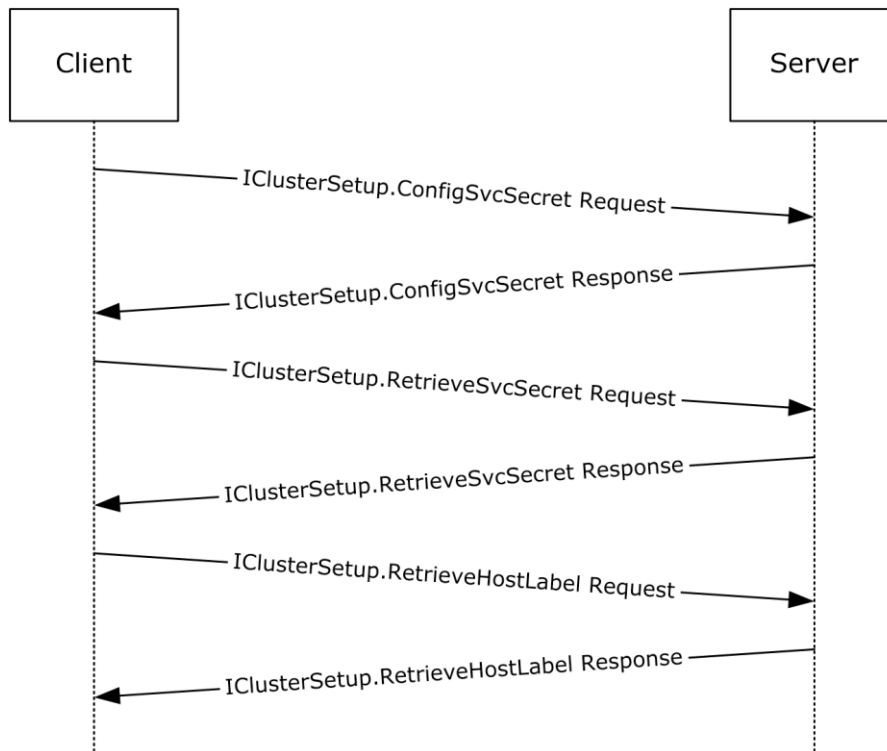 Client
Server
IClusterSetup.ConfigSvcSecret Request
IClusterSetup.ConfigSvcSecret Response
IClusterSetup.RetrieveSvcSecret Request
IClusterSetup.RetrieveSvcSecret Response
IClusterSetup.RetrieveHostLabel Request
IClusterSetup.RetrieveHostLabel Response